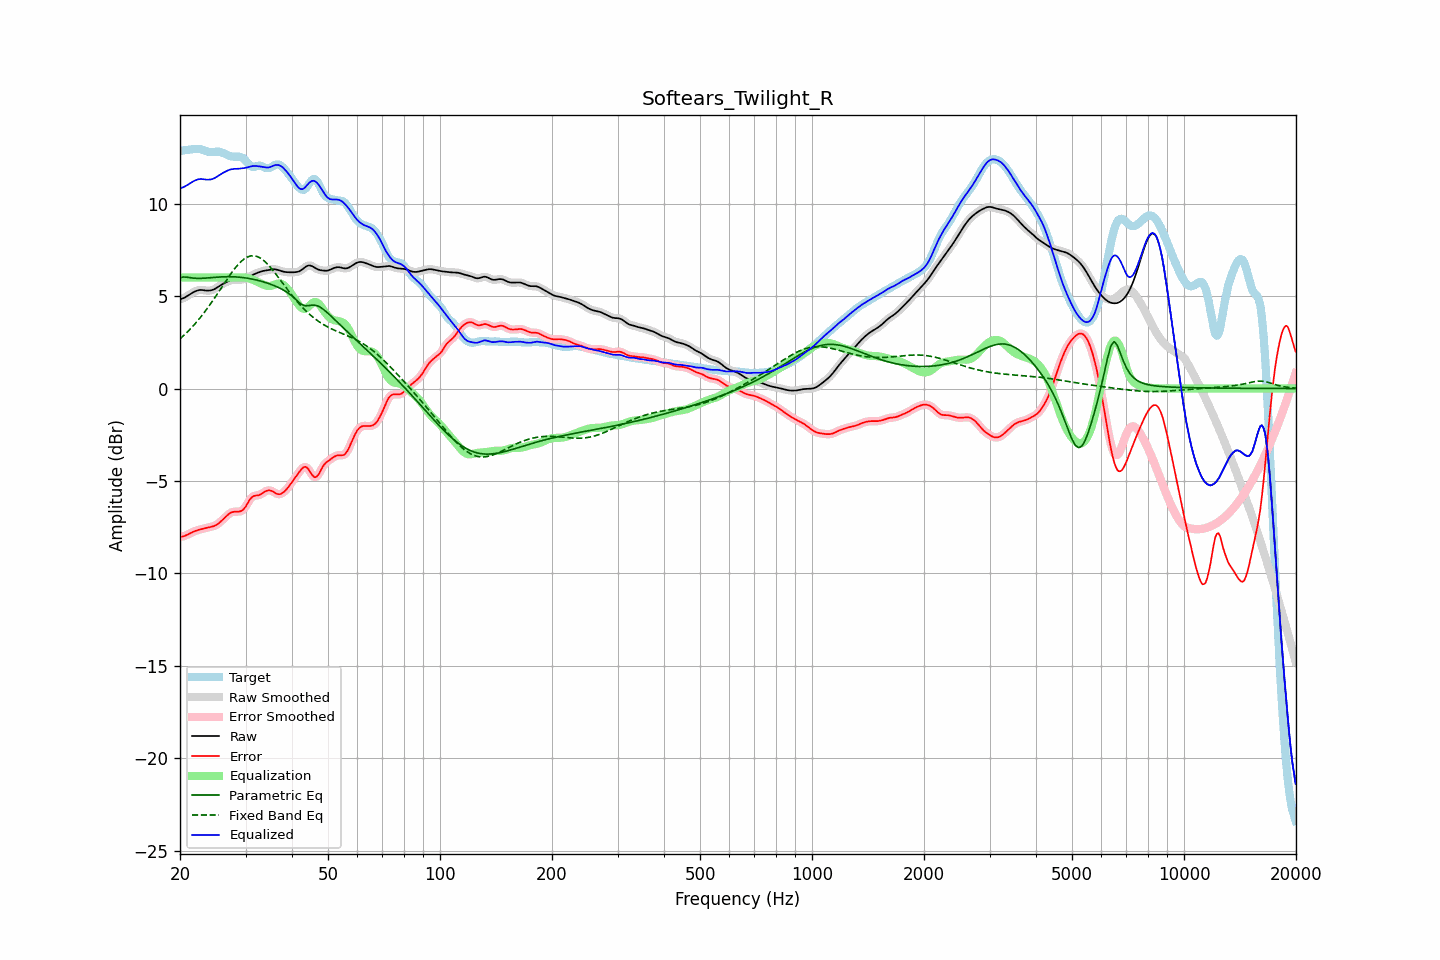 Softears_Twilight_R
Amplitude (dBr)
10
5
0
−5
−10
−15
−20
−25
Target
Raw Smoothed
Error Smoothed
Raw
Error
Equalization
Parametric Eq
Fixed Band Eq
Equalized
20 50 100 200 500 1000 2000 5000 10000 20000
Frequency (Hz)